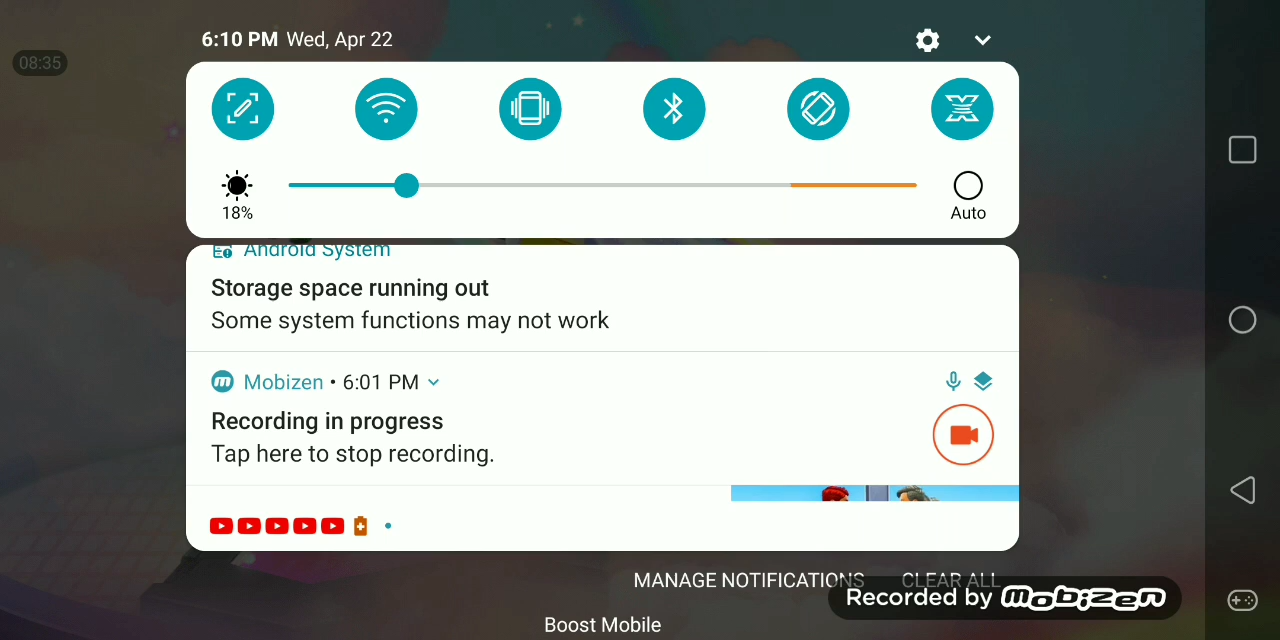 6:10 PM Wed, Apr 22
08:35
18%
Auto
Android System
Storage space running out
Some system functions may not work
Mobizen • 6:01 PM
Recording in progress
Tap here to stop recording.
MANAGE NOTIFICATIONS CLEAR ALL
Recorded by mobizen
Boost Mobile